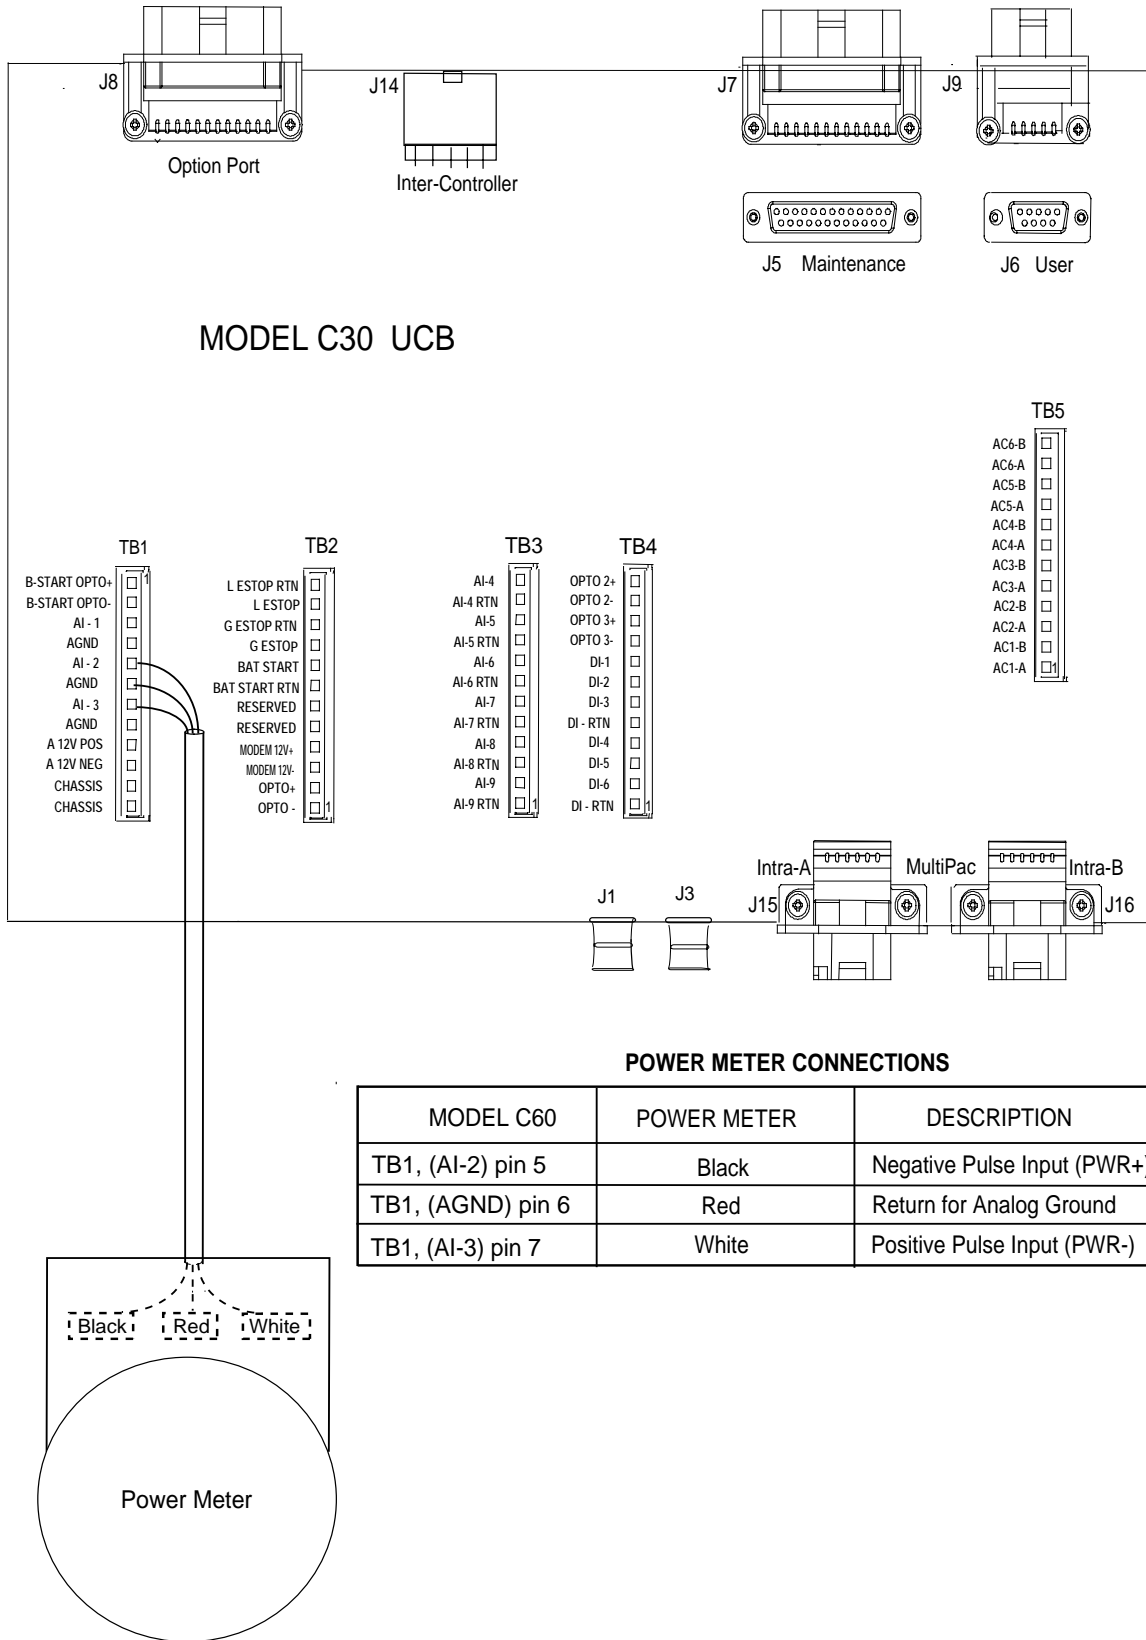 J8
J14
J7
J9
Option Port
Inter-Controller
J5 Maintenance
J6 User
MODEL C30 UCB
TB5
AC6-B
AC6-A
AC5-B
AC5-A
AC4-B
AC4-A
AC3-B
AC3-A
AC2-B
AC2-A
AC1-B
AC1-A 1
TB1
B-START OPTO+ 1
B-START OPTO-
AI - 1
AGND
AI - 2
AGND
AI - 3
AGND
A 12V POS
A 12V NEG
CHASSIS
CHASSIS
TB2
L ESTOP RTN
L ESTOP
G ESTOP RTN
G ESTOP
BAT START
BAT START RTN
RESERVED
RESERVED
MODEM 12V+
MODEM 12V-
OPTO+
OPTO - 1
TB3
AI-4
AI-4 RTN
AI-5
AI-5 RTN
AI-6
AI-6 RTN
AI-7
AI-7 RTN
AI-8
AI-8 RTN
AI-9
AI-9 RTN 1
TB4
OPTO 2+
OPTO 2-
OPTO 3+
OPTO 3-
DI-1
DI-2
DI-3
DI - RTN
DI-4
DI-5
DI-6
DI - RTN 1
Intra-A MultiPac Intra-B
J1 J3 J15 J16
POWER METER CONNECTIONS
MODEL C60 POWER METER DESCRIPTION
TB1, (AI-2) pin 5 Black Negative Pulse Input (PWR+)
TB1, (AGND) pin 6 Red Return for Analog Ground
TB1, (AI-3) pin 7 White Positive Pulse Input (PWR-)
Black Red White
Power Meter